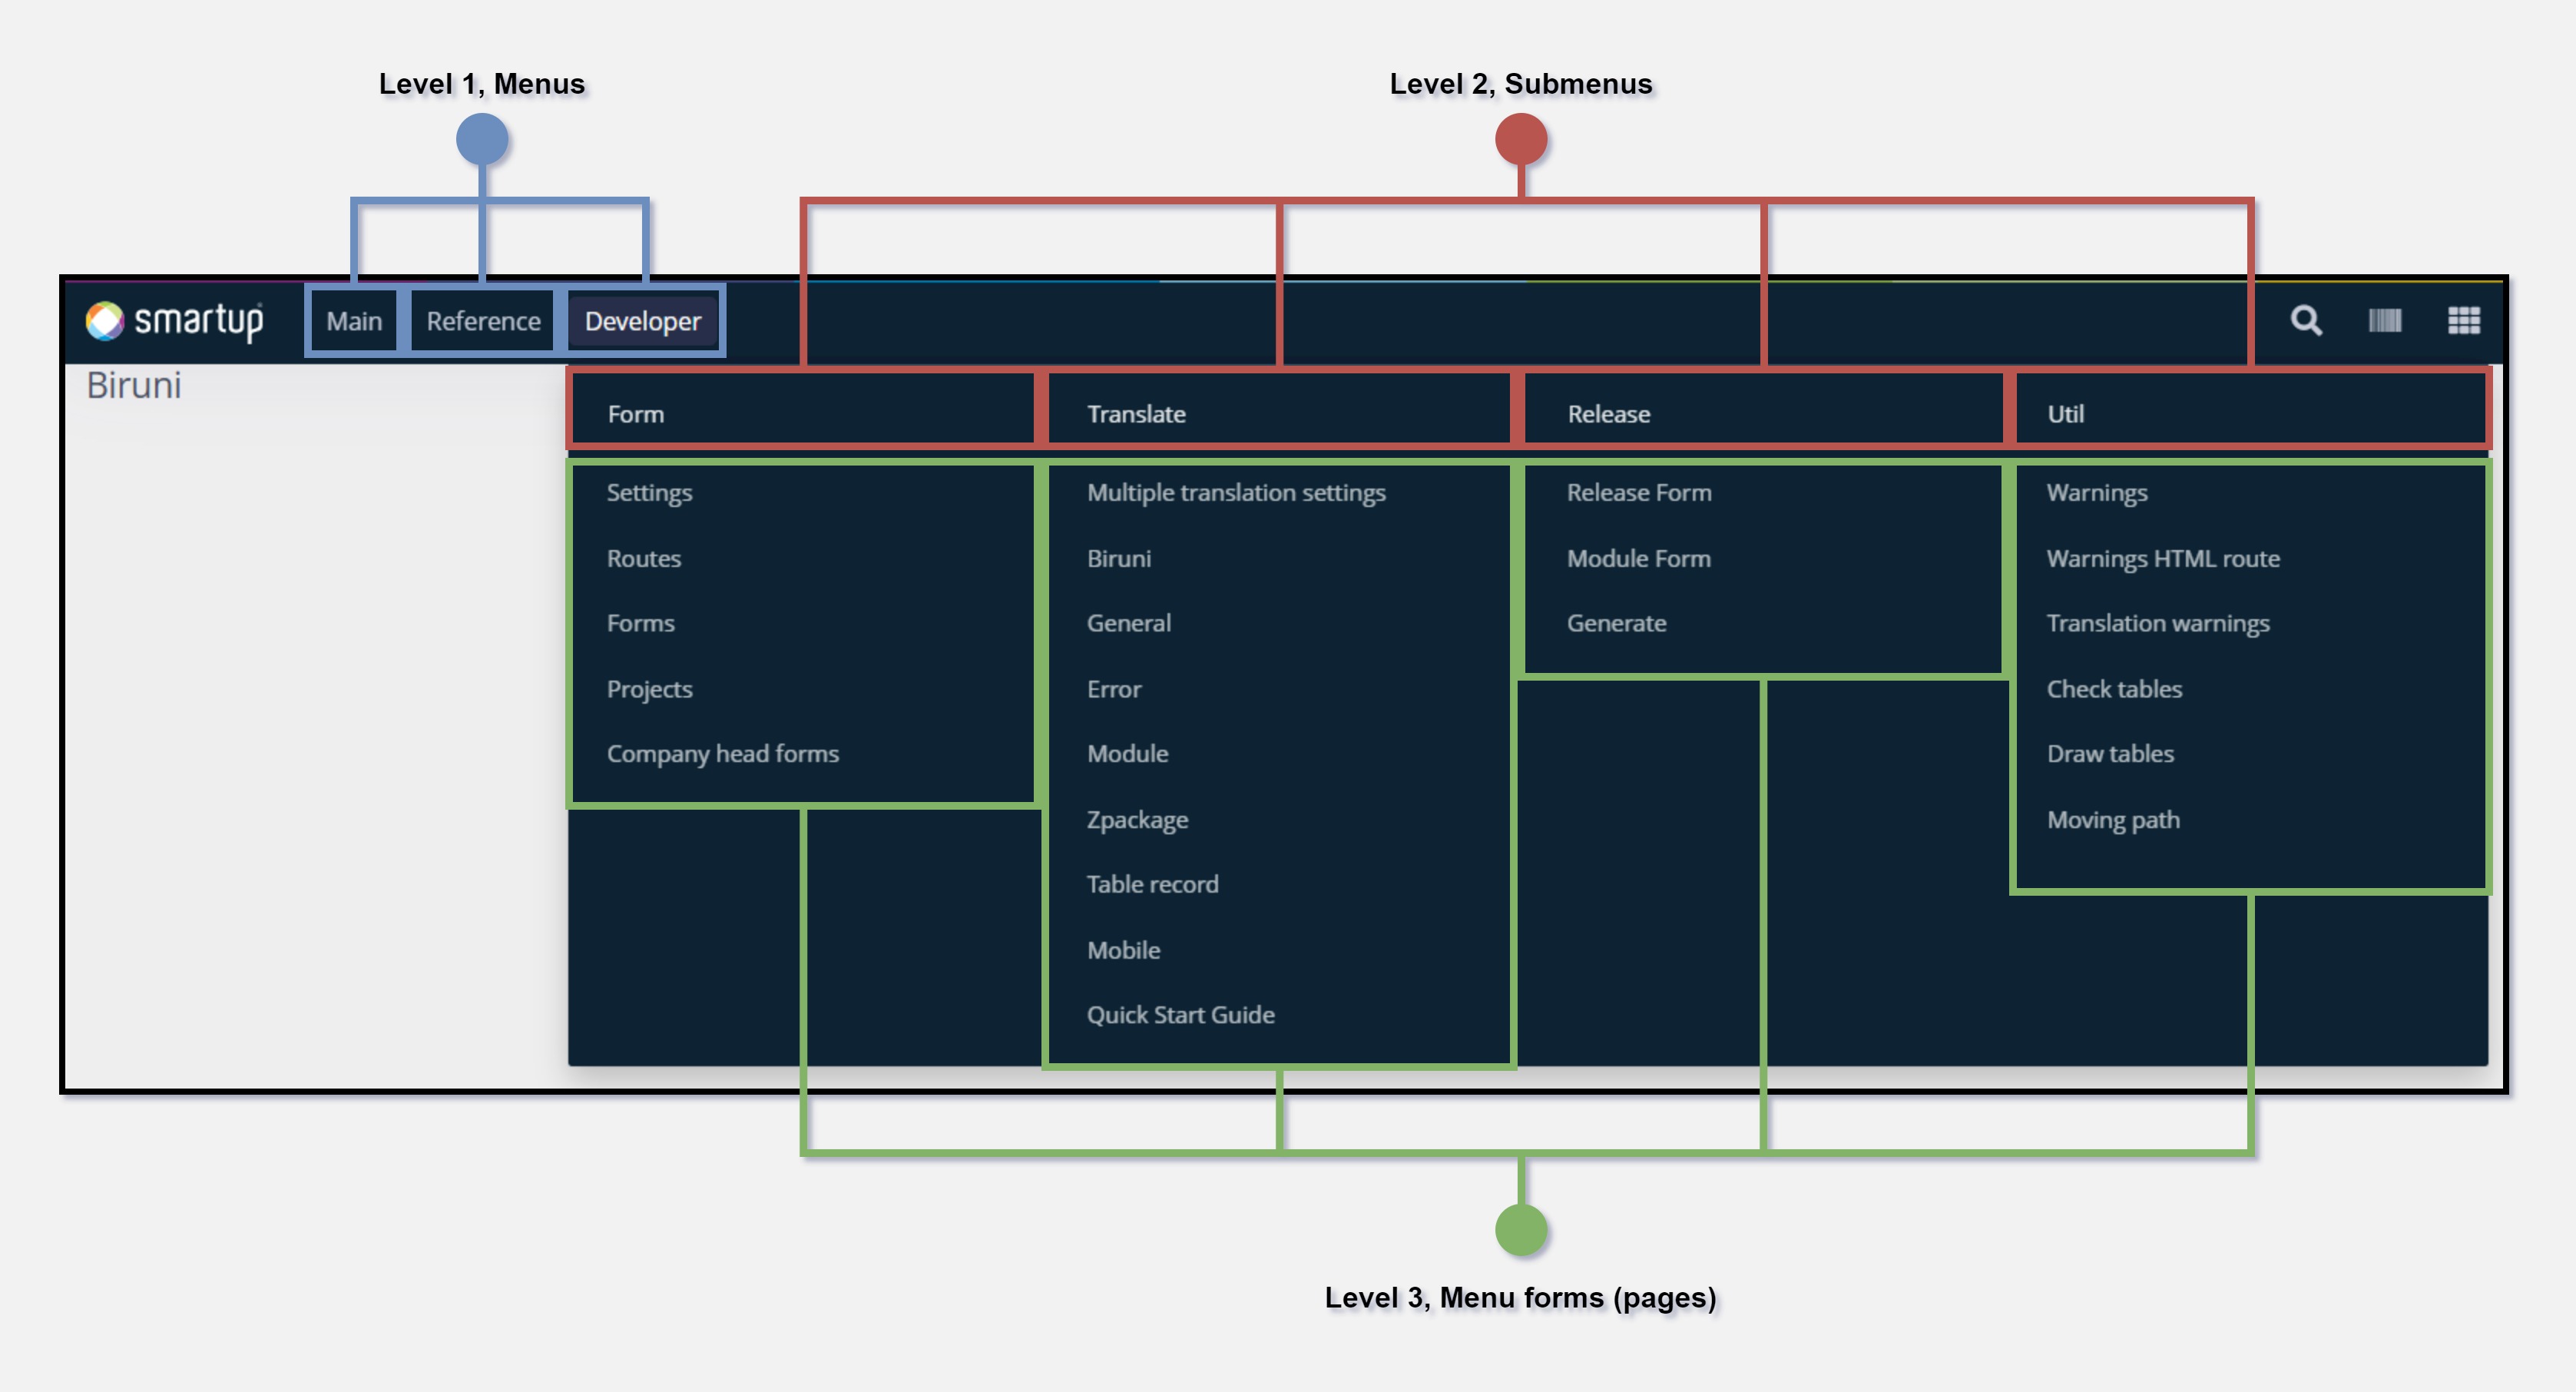 Level 1, Menus
Level 2, Submenus
smartup
Main
Reference
Developer
Biruni
Form
Translate
Release
Util
Settings
Routes
Forms
Projects
Company head forms
Multiple translation settings
Biruni
General
Error
Module
Zpackage
Table record
Mobile
Quick Start Guide
Release Form
Module Form
Generate
Warnings
Warnings HTML route
Translation warnings
Check tables
Draw tables
Moving path
Level 3, Menu forms (pages)